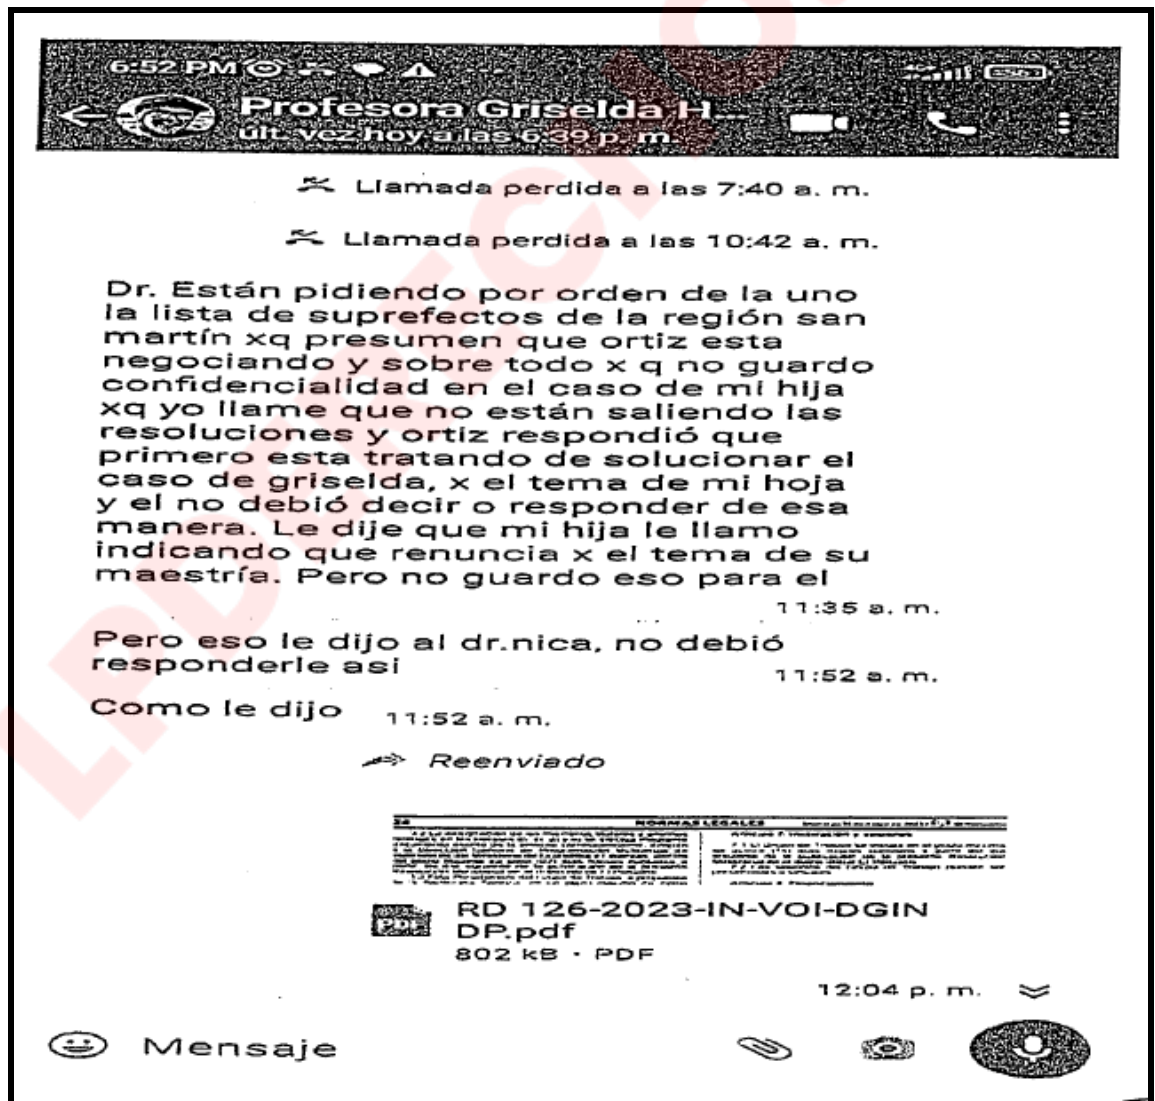 6:52 PM
Profesora Griselda H...
últ. vez hoy a las 6:39 p. m.
Llamada perdida a las 7:40 a. m.
Llamada perdida a las 10:42 a. m.
Dr. Están pidiendo por orden de la uno
la lista de suprefectos de la región san
martín xq presumen que ortiz esta
negociando y sobre todo x q no guardo
confidencialidad en el caso de mi hija
xq yo llame que no están saliendo las
resoluciones y ortiz respondió que
primero esta tratando de solucionar el
caso de griselda, x el tema de mi hoja
y el no debió decir o responder de esa
manera. Le dije que mi hija le llamo
indicando que renuncia x el tema de su
maestría. Pero no guardo eso para el
11:35 a. m.
Pero eso le dijo al dr.nica, no debió
responderle asi
11:52 a. m.
Como le dijo 11:52 a. m.
Reenviado
NORMAS LEGALES
PDF
RD 126-2023-IN-VOI-DGIN
DP.pdf
802 kB · PDF
12:04 p. m.
Mensaje
LPDERECHO